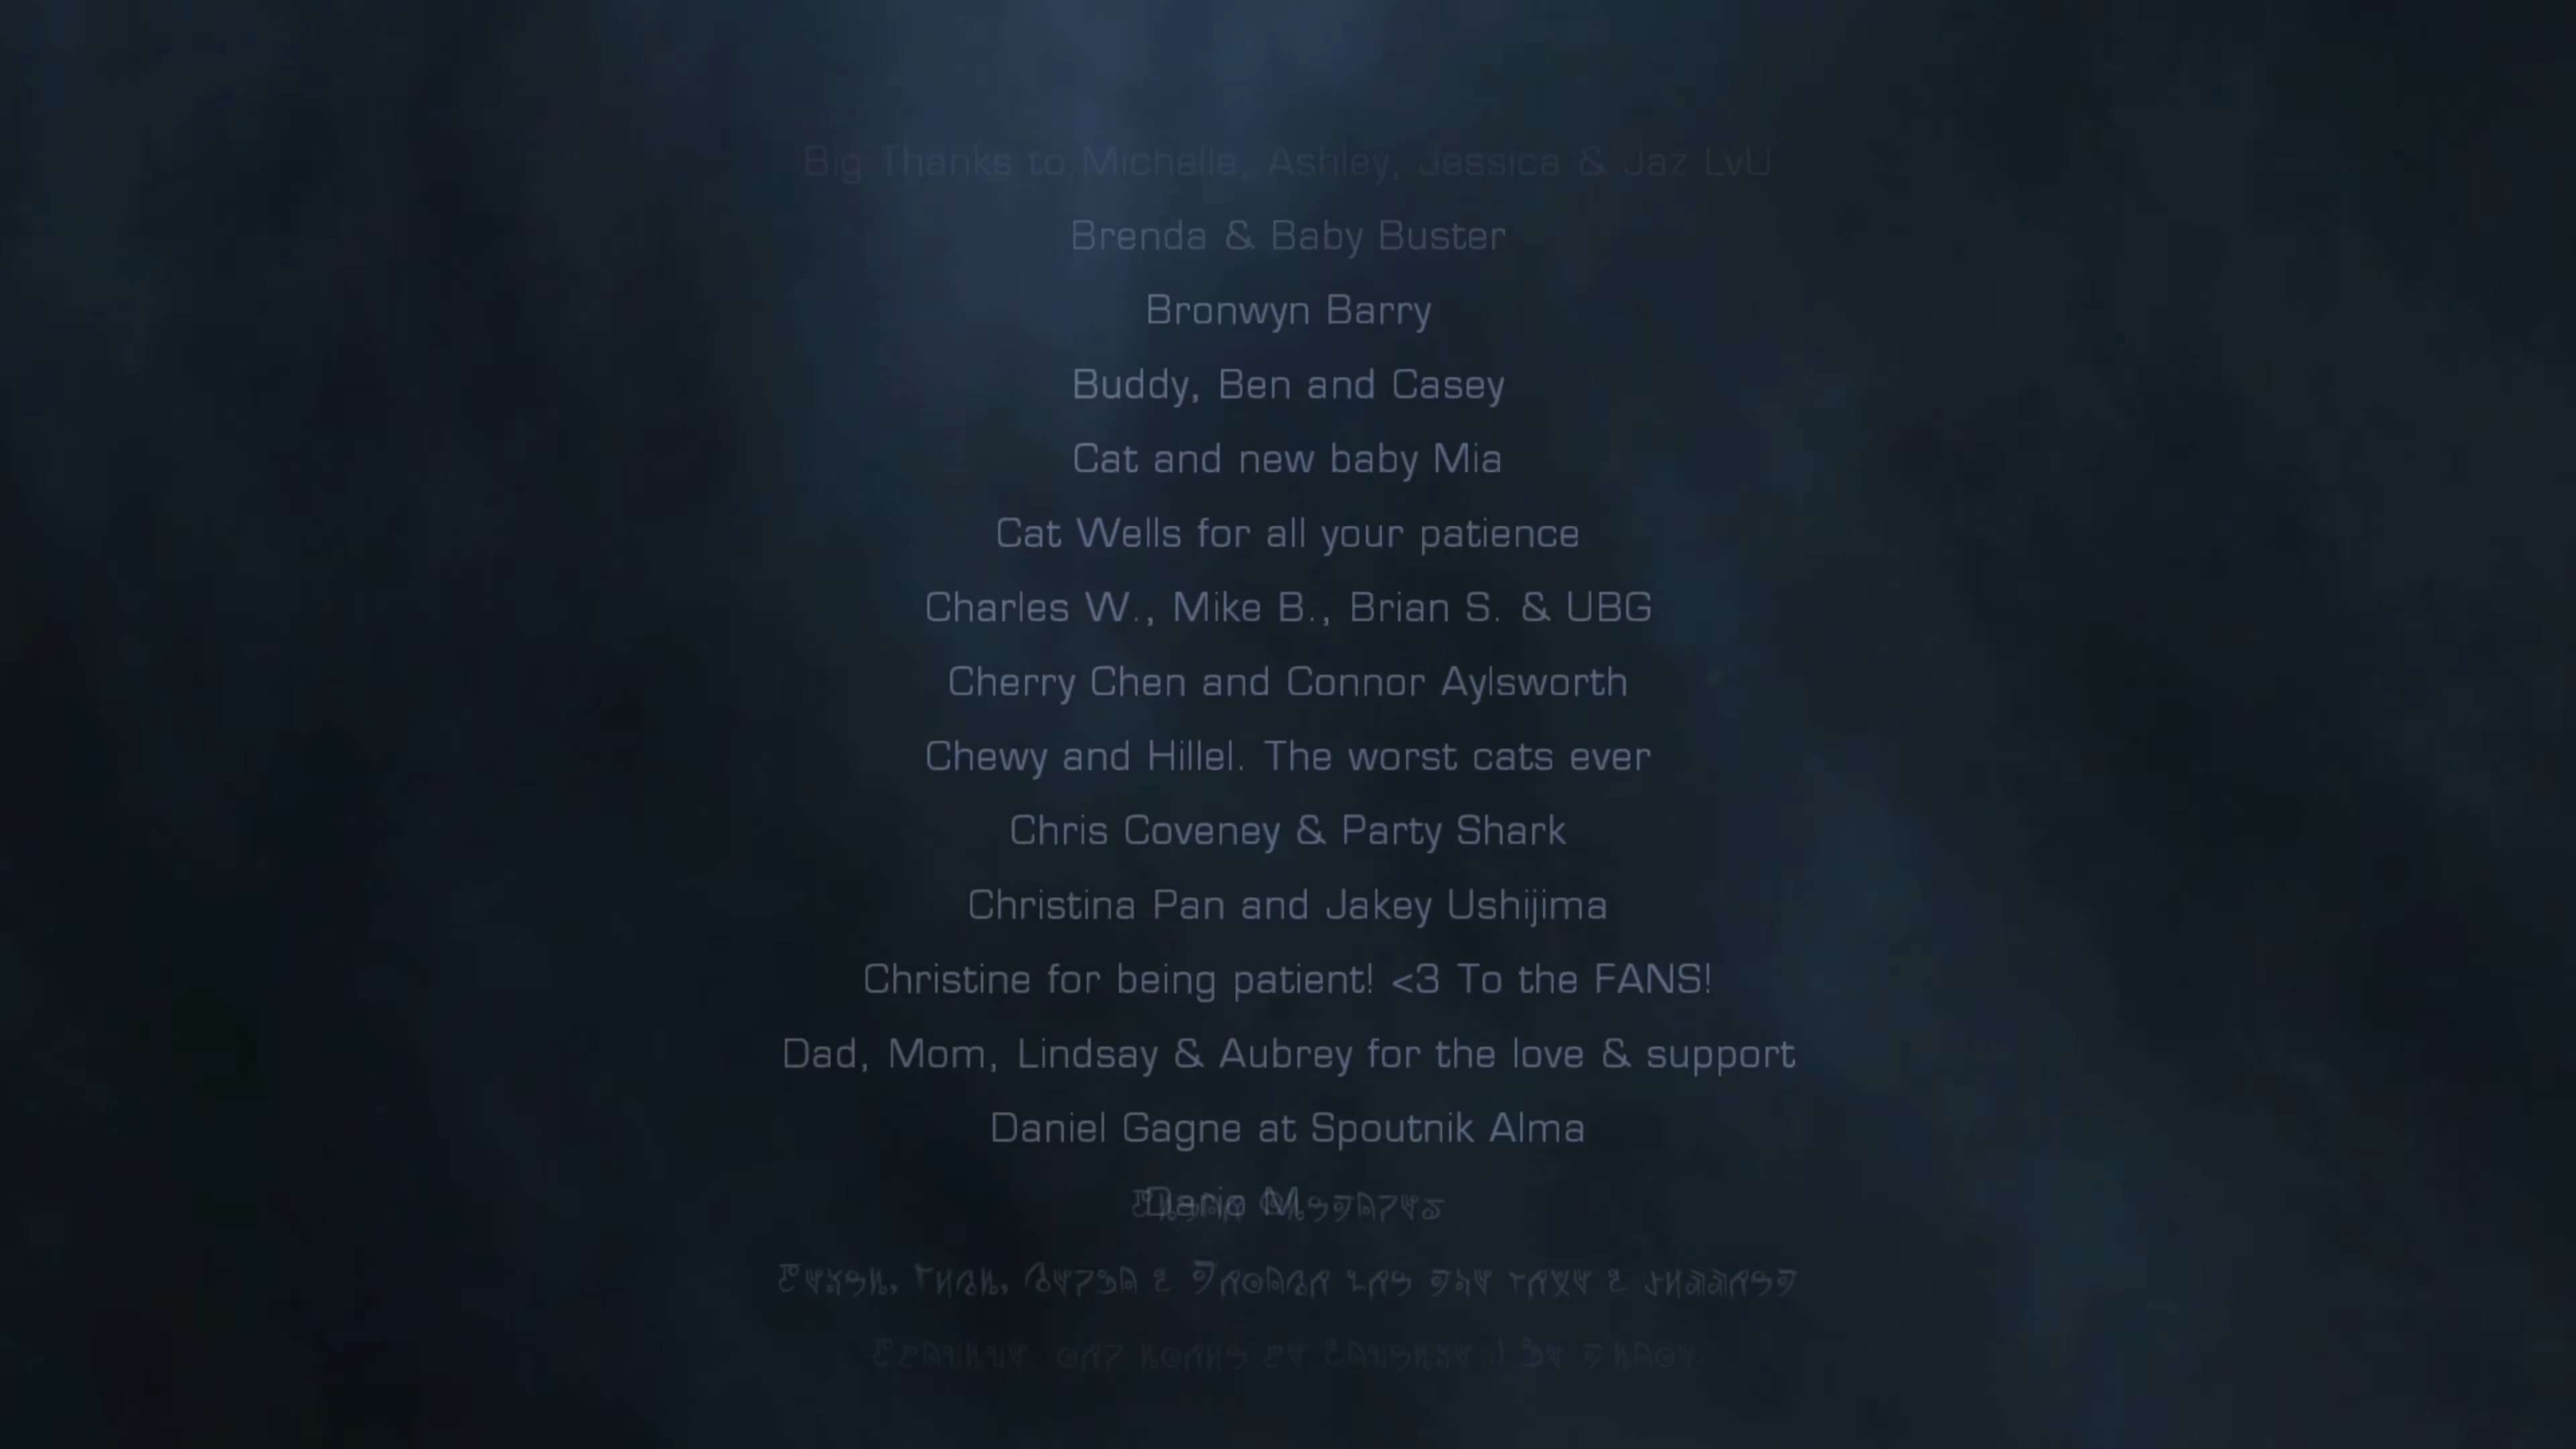 Big Thanks to Michelle, Ashley, Jessica & Jaz LvU
Brenda & Baby Buster
Bronwyn Barry
Buddy, Ben and Casey
Cat and new baby Mia
Cat Wells for all your patience
Charles W., Mike B., Brian S. & UBG
Cherry Chen and Connor Aylsworth
Chewy and Hillel. The worst cats ever
Chris Coveney & Party Shark
Christina Pan and Jakey Ushijima
Christine for being patient! <3 To the FANS!
Dad, Mom, Lindsay & Aubrey for the love & support
Daniel Gagne at Spoutnik Alma